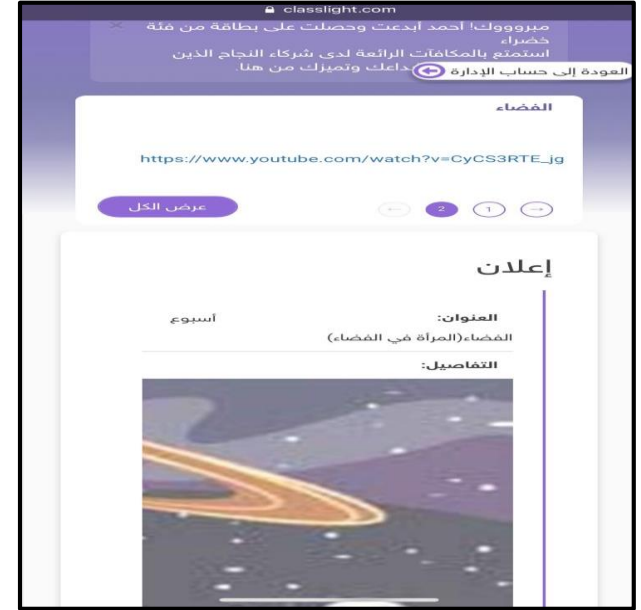 classlight.com
مبروووك! أحمد أبدعت وحصلت على بطاقة من فئة
خضراء
استمتع بالمكافآت الرائعة لدى شركاء النجاح الذين
داعك وتميزك من هنا.
العودة إلى حساب الإدارة
الفضاء
https://www.youtube.com/watch?v=CyCS3RTE_jg
عرض الكل
2
1
إعلان
العنوان: أسبوع
الفضاء(المرأة في الفضاء)
التفاصيل: